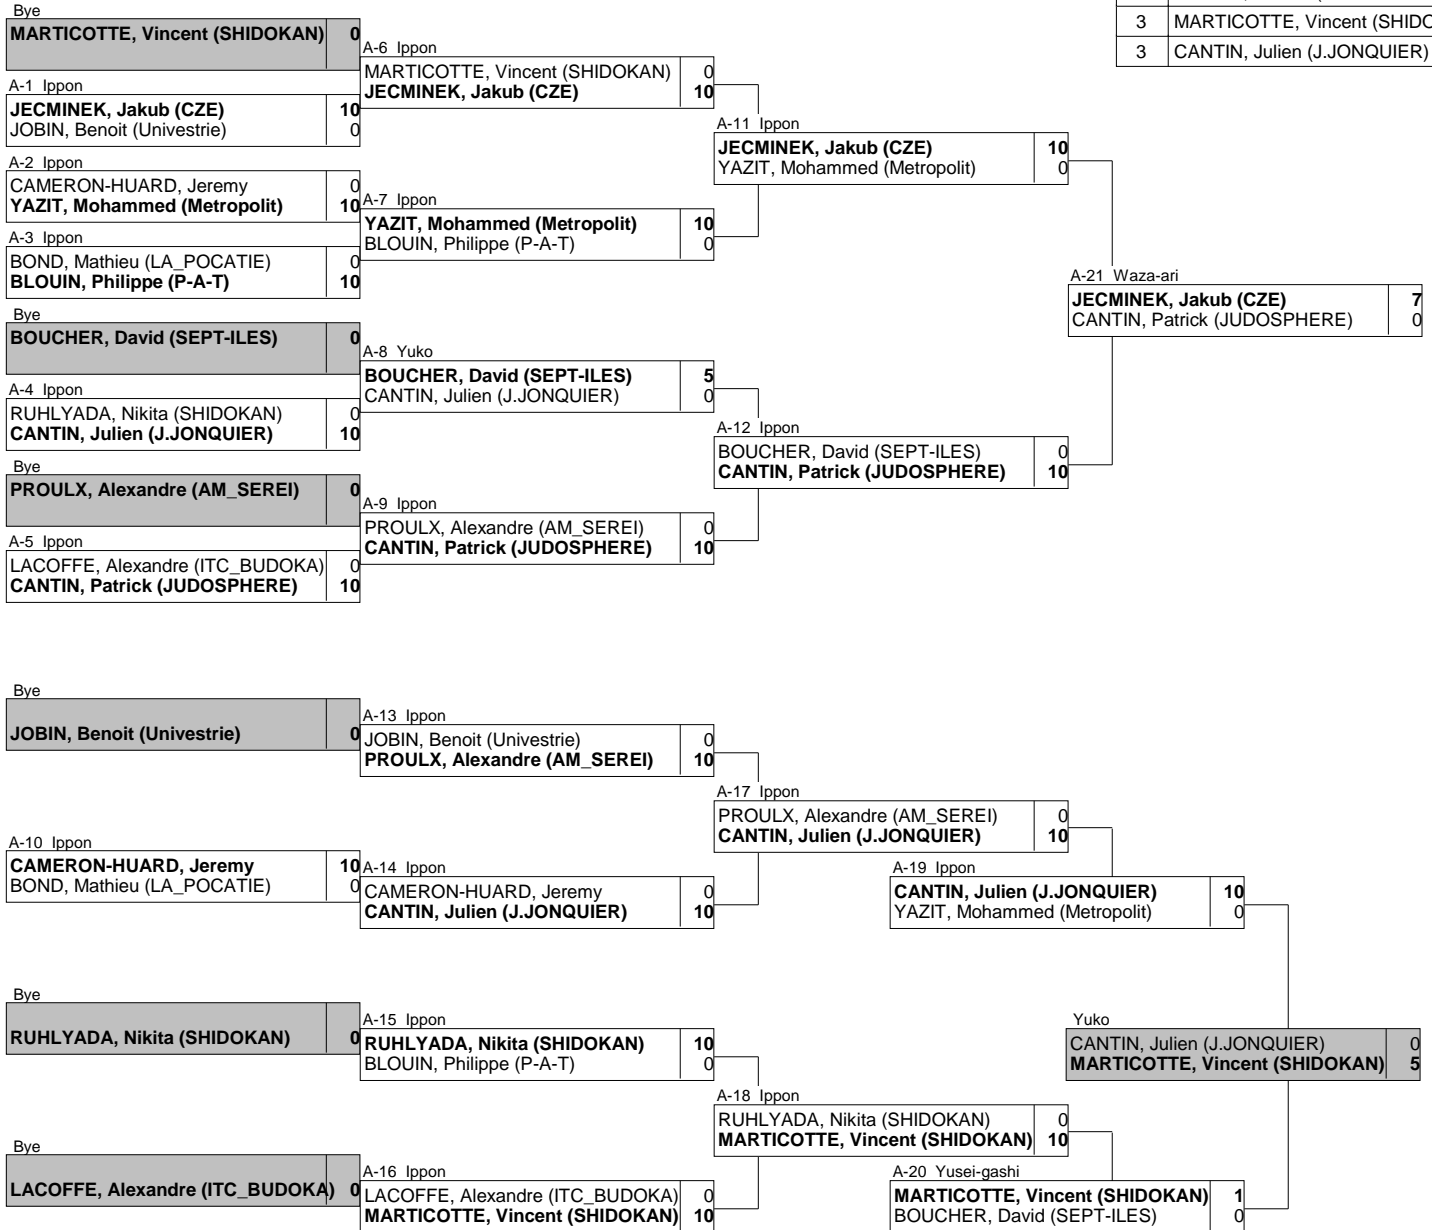 Bye
MARTICOTTE, Vincent (SHIDOKAN) 0
A-1 Ippon
JECMINEK, Jakub (CZE) 10
JOBIN, Benoit (Univestrie) 0
A-2 Ippon
CAMERON-HUARD, Jeremy 0
YAZIT, Mohammed (Metropolit) 10
A-3 Ippon
BOND, Mathieu (LA_POCATIE) 0
BLOUIN, Philippe (P-A-T) 10
Bye
BOUCHER, David (SEPT-ILES) 0
A-4 Ippon
RUHLYADA, Nikita (SHIDOKAN) 0
CANTIN, Julien (J.JONQUIER) 10
Bye
PROULX, Alexandre (AM_SEREI) 0
A-5 Ippon
LACOFFE, Alexandre (ITC_BUDOKA) 0
CANTIN, Patrick (JUDOSPHERE) 10
A-6 Ippon
MARTICOTTE, Vincent (SHIDOKAN) 0
JECMINEK, Jakub (CZE) 10
A-7 Ippon
YAZIT, Mohammed (Metropolit) 10
BLOUIN, Philippe (P-A-T) 0
A-8 Yuko
BOUCHER, David (SEPT-ILES) 5
CANTIN, Julien (J.JONQUIER) 0
A-9 Ippon
PROULX, Alexandre (AM_SEREI) 0
CANTIN, Patrick (JUDOSPHERE) 10
A-11 Ippon
JECMINEK, Jakub (CZE) 10
YAZIT, Mohammed (Metropolit) 0
A-12 Ippon
BOUCHER, David (SEPT-ILES) 0
CANTIN, Patrick (JUDOSPHERE) 10
A-21 Waza-ari
JECMINEK, Jakub (CZE) 7
CANTIN, Patrick (JUDOSPHERE) 0
3 MARTICOTTE, Vincent (SHIDO
3 CANTIN, Julien (J.JONQUIER)
Bye
JOBIN, Benoit (Univestrie) 0
A-10 Ippon
CAMERON-HUARD, Jeremy 10
BOND, Mathieu (LA_POCATIE) 0
Bye
RUHLYADA, Nikita (SHIDOKAN) 0
Bye
LACOFFE, Alexandre (ITC_BUDOKA) 0
A-13 Ippon
JOBIN, Benoit (Univestrie) 0
PROULX, Alexandre (AM_SEREI) 10
A-14 Ippon
CAMERON-HUARD, Jeremy 0
CANTIN, Julien (J.JONQUIER) 10
A-15 Ippon
RUHLYADA, Nikita (SHIDOKAN) 10
BLOUIN, Philippe (P-A-T) 0
A-16 Ippon
LACOFFE, Alexandre (ITC_BUDOKA) 0
MARTICOTTE, Vincent (SHIDOKAN) 10
A-17 Ippon
PROULX, Alexandre (AM_SEREI) 0
CANTIN, Julien (J.JONQUIER) 10
A-18 Ippon
RUHLYADA, Nikita (SHIDOKAN) 0
MARTICOTTE, Vincent (SHIDOKAN) 10
A-19 Ippon
CANTIN, Julien (J.JONQUIER) 10
YAZIT, Mohammed (Metropolit) 0
A-20 Yusei-gashi
MARTICOTTE, Vincent (SHIDOKAN) 1
BOUCHER, David (SEPT-ILES) 0
Yuko
CANTIN, Julien (J.JONQUIER) 0
MARTICOTTE, Vincent (SHIDOKAN) 5